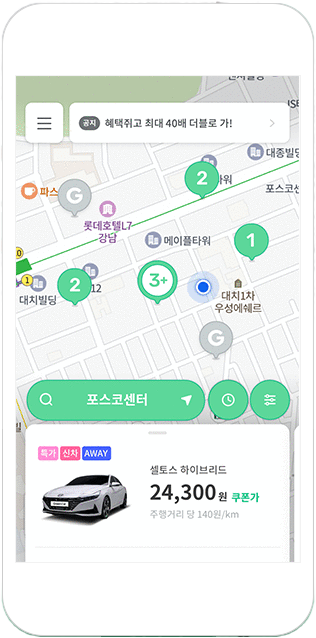 공지 혜택쥐고 최대 40배 더블로 가!
대종빌딩
2
타워
포스코센
파스
G
롯데호텔L7
강남
메이플타워
1
1
2
12
3+
대치빌딩
대치1차
우성에쉐르
G
포스코센터
특가 신차 AWAY
셀토스 하이브리드
24,300원 쿠폰가
주행거리 당 140원/km